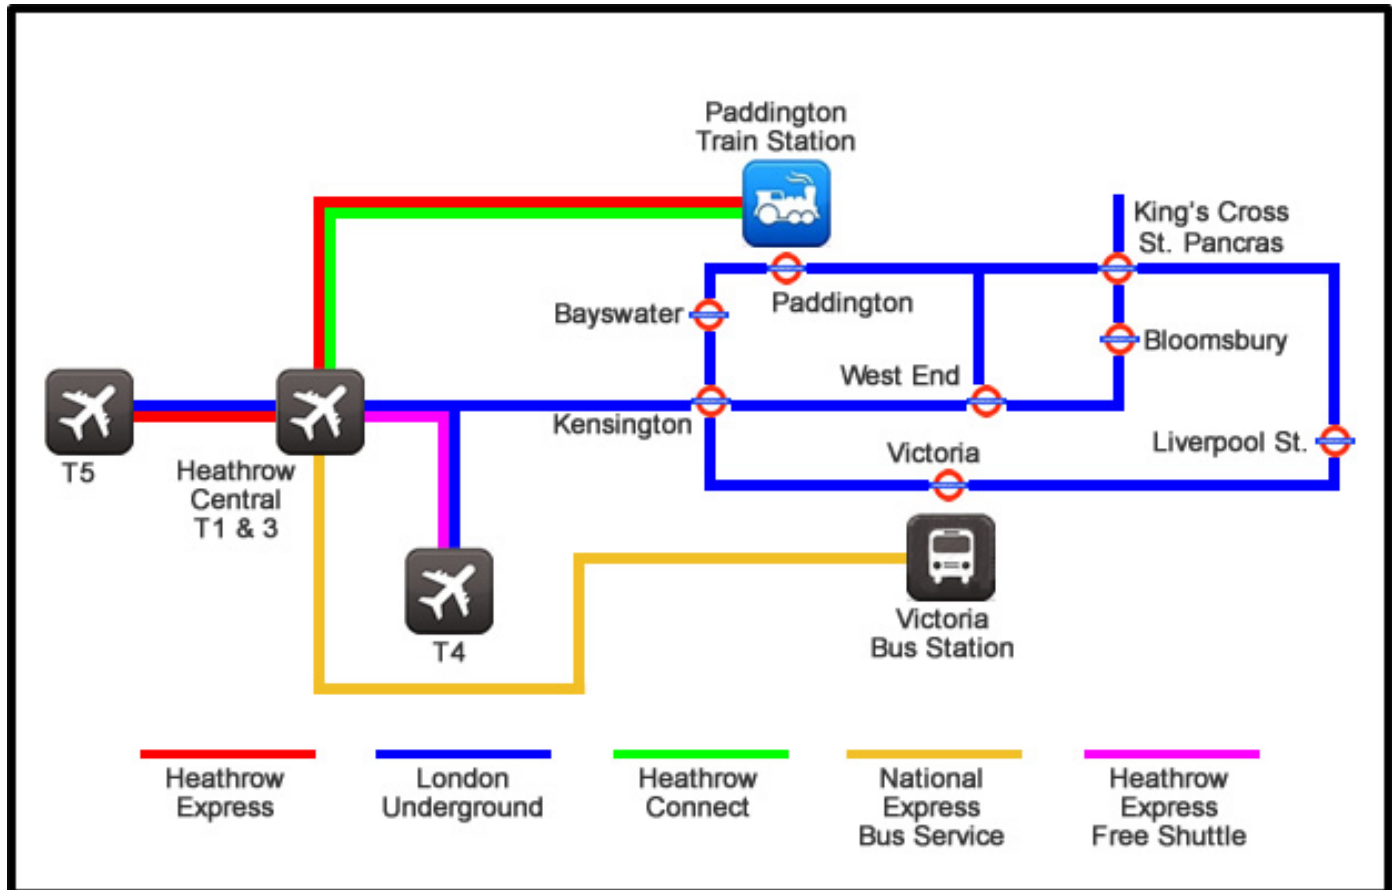 Paddington
Train Station
King's Cross
St. Pancras
Bayswater
Paddington
Bloomsbury
West End
Kensington
Liverpool St.
Victoria
T5
Heathrow
Central
T1 & 3
T4
Victoria
Bus Station
Heathrow
Express
London
Underground
Heathrow
Connect
National
Express
Bus Service
Heathrow
Express
Free Shuttle